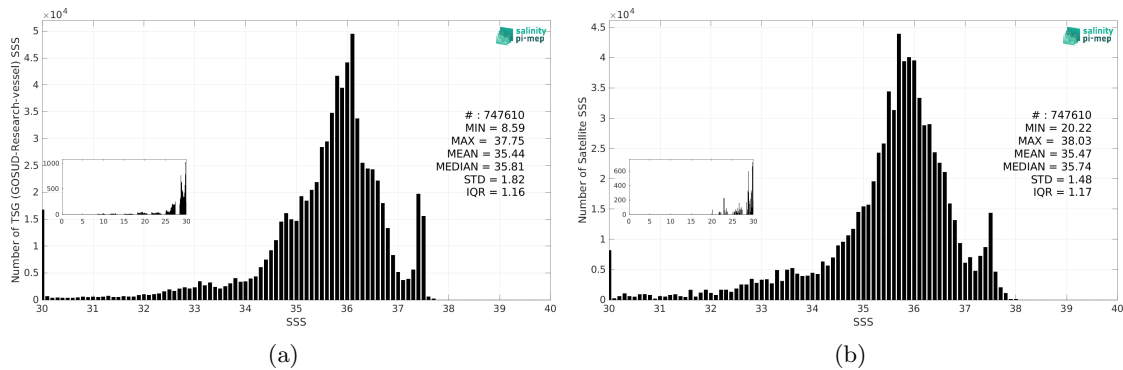 ×10⁴
5
4.5
4
3.5
3
2.5
2
1.5
1
0.5
0
Number of TSG (GOSUD-Research-vessel) SSS
salinity
pi-mep
# : 747610
MIN = 8.59
MAX = 37.75
MEAN = 35.44
MEDIAN = 35.81
STD = 1.82
IQR = 1.16
1000
500
0
0 5 10 15 20 25 30
30 31 32 33 34 35 36 37 38 39 40
SSS
(a)
×10⁴
4.5
4
3.5
3
2.5
2
1.5
1
0.5
0
Number of Satellite SSS
salinity
pi-mep
# : 747610
MIN = 20.22
MAX = 38.03
MEAN = 35.47
MEDIAN = 35.74
STD = 1.48
IQR = 1.17
600
400
200
0
0 5 10 15 20 25 30
30 31 32 33 34 35 36 37 38 39 40
SSS
(b)